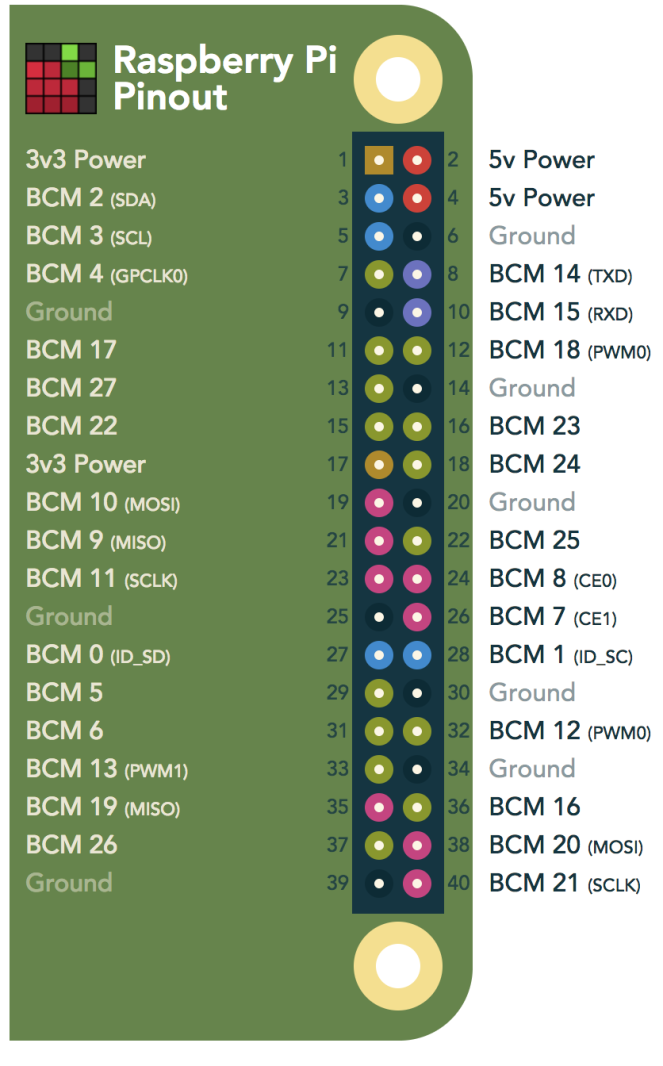 Raspberry Pi
Pinout
3v3 Power 1 2 5v Power
BCM 2 (SDA) 3 4 5v Power
BCM 3 (SCL) 5 6 Ground
BCM 4 (GPCLK0) 7 8 BCM 14 (TXD)
Ground 9 10 BCM 15 (RXD)
BCM 17 11 12 BCM 18 (PWM0)
BCM 27 13 14 Ground
BCM 22 15 16 BCM 23
3v3 Power 17 18 BCM 24
BCM 10 (MOSI) 19 20 Ground
BCM 9 (MISO) 21 22 BCM 25
BCM 11 (SCLK) 23 24 BCM 8 (CE0)
Ground 25 26 BCM 7 (CE1)
BCM 0 (ID_SD) 27 28 BCM 1 (ID_SC)
BCM 5 29 30 Ground
BCM 6 31 32 BCM 12 (PWM0)
BCM 13 (PWM1) 33 34 Ground
BCM 19 (MISO) 35 36 BCM 16
BCM 26 37 38 BCM 20 (MOSI)
Ground 39 40 BCM 21 (SCLK)